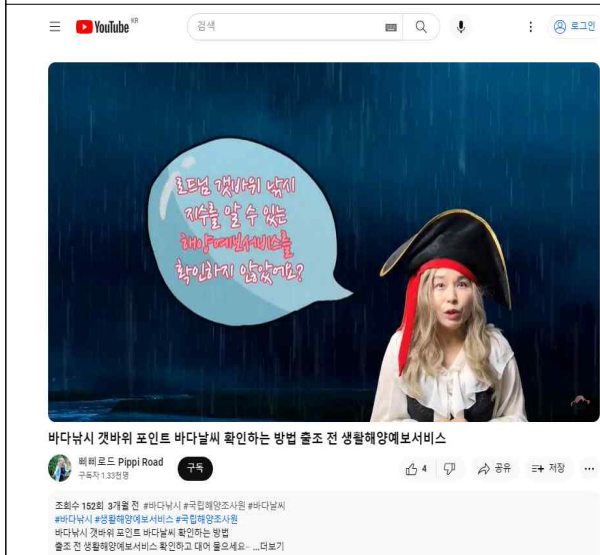 YouTube KR
검색
로그인
로드님 갯바위 낚시
지수를 알 수 있는
해양예보서비스를
확인하지 않았어요?
바다낚시 갯바위 포인트 바다날씨 확인하는 방법 출조 전 생활해양예보서비스
삐삐로드 Pippi Road
구독자 1.33천명
구독
4
공유
저장
조회수 152회 3개월 전 #바다낚시 #국립해양조사원 #바다날씨
#바다낚시 #생활해양예보서비스 #국립해양조사원
바다낚시 갯바위 포인트 바다날씨 확인하는 방법
출조 전 생활해양예보서비스 확인하고 대어 물으세요~ ...더보기